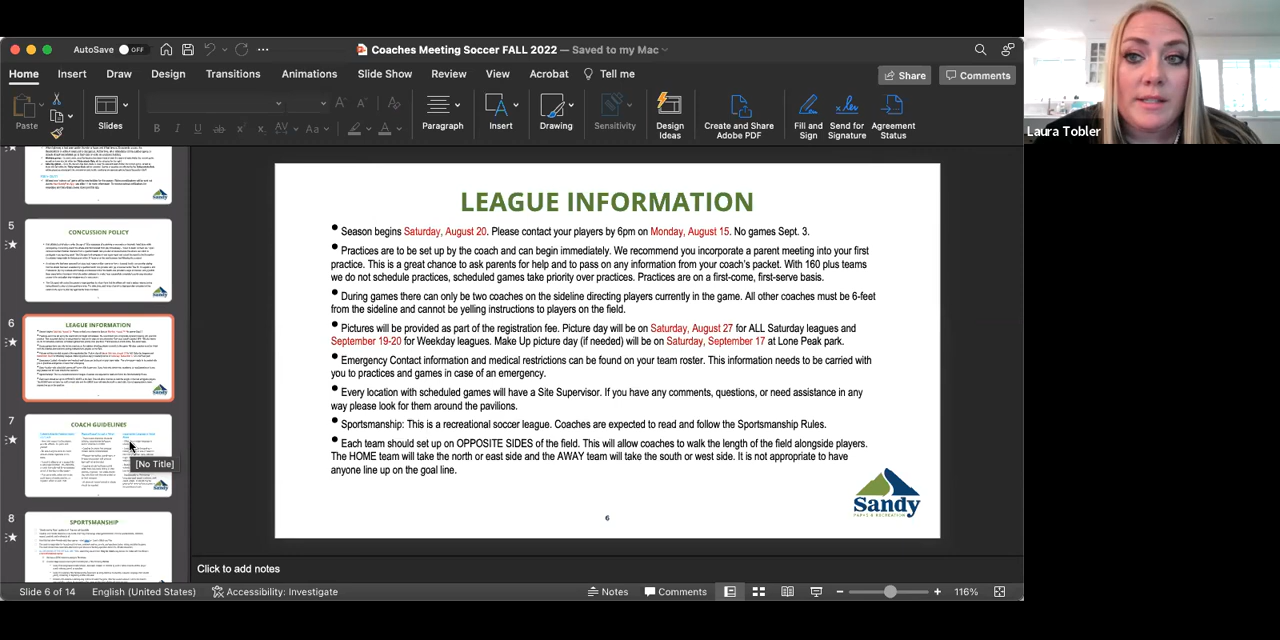 AutoSave OFF
Coaches Meeting Soccer FALL 2022 — Saved to my Mac
Home Insert Draw Design Transitions Animations Slide Show Review View Acrobat Tell me
Share Comments
Paste Slides Paragraph Insert Drawing Sensitivity Design Ideas Create and Share Adobe PDF Fill and Sign Send for Signature Agreement Status
Laura Tobler
5
CONCUSSION POLICY
6
LEAGUE INFORMATION
7
COACH GUIDELINES
[No Title]
8
SPORTSMANSHIP
LEAGUE INFORMATION
Season begins Saturday, August 20. Please contact your players by 6pm on Monday, August 15. No games Sept. 3.
Practices are to be set up by the coach and can begin immediately. We recommend you incorporate a parent meeting into your first
practice. This is a great chance to ask parents for help and to pass on any information from your coach's packet. With 160 plus teams
we do not schedule practices, scheduled games take priority over practices. Practices are on a first-come, first-serve basis.
During games there can only be two coaches on the sideline directing players currently in the game. All other coaches must be 6-feet
from the sideline and cannot be yelling instructions to players on the field.
Pictures will be provided as part of the registration fee. Picture day will be on Saturday, August 27 for All Saturday leagues and
September 19-20 for Weekday leagues. Make Up picture day (if needed) will be on Saturday, September 17 at Lone Peak park.
Emergency Contact information and medical restrictions can be found on your team roster. This information needs to be carried with
you to practices and games in case of an emergency.
Every location with scheduled games will have a Site Supervisor. If you have any comments, questions, or need assistance in any
way please look for them around the pavilions.
Sportsmanship: This is a recreational soccer league. Coaches are expected to read and follow the Sportsmanship Rules.
Each team should set up on OPPOSITE SIDES of the field. This will allow coaches to walk the length of the field alongside players.
The HOME team will take the north or east side and the AWAY team will take the south or west side. It is not appropriate to have
anyone line up on the goal line.
Sandy
PARKS & RECREATION
6
Click to add notes
Slide 6 of 14 English (United States) Accessibility: Investigate Notes Comments 116%